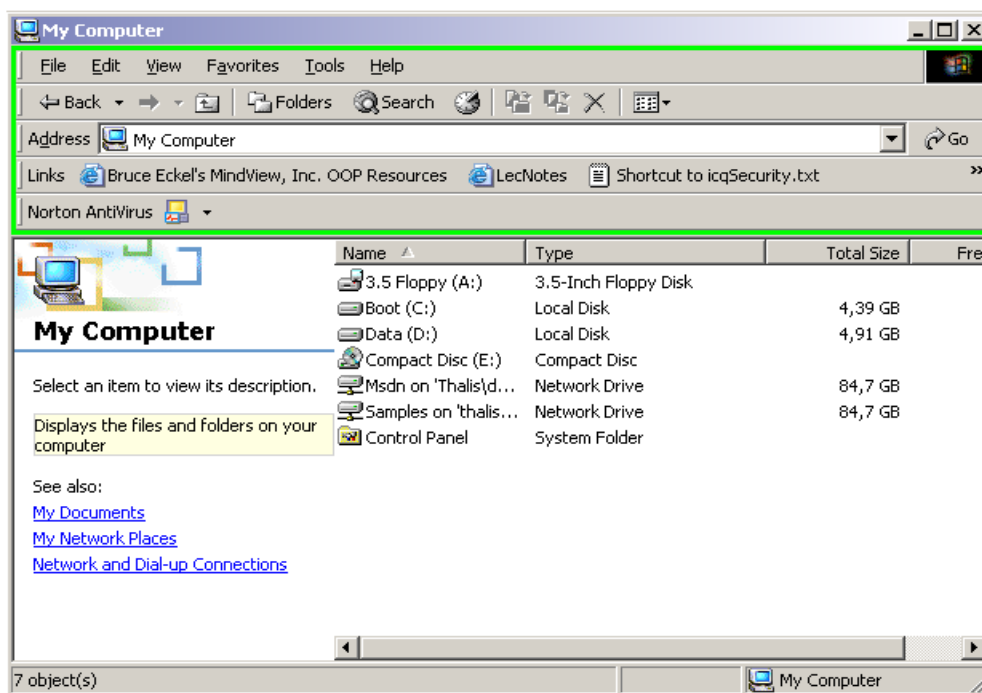 My Computer
File Edit View Favorites Tools Help
Back Folders Search
Address My Computer Go
Links Bruce Eckel's MindView, Inc. OOP Resources LecNotes Shortcut to icqSecurity.txt »
Norton AntiVirus
My Computer
Select an item to view its description.
Displays the files and folders on your
computer
See also:
My Documents
My Network Places
Network and Dial-up Connections
Name Type Total Size Fre
3.5 Floppy (A:) 3.5-Inch Floppy Disk
Boot (C:) Local Disk 4,39 GB
Data (D:) Local Disk 4,91 GB
Compact Disc (E:) Compact Disc
Msdn on 'Thalis\d... Network Drive 84,7 GB
Samples on 'thalis... Network Drive 84,7 GB
Control Panel System Folder
7 object(s) My Computer